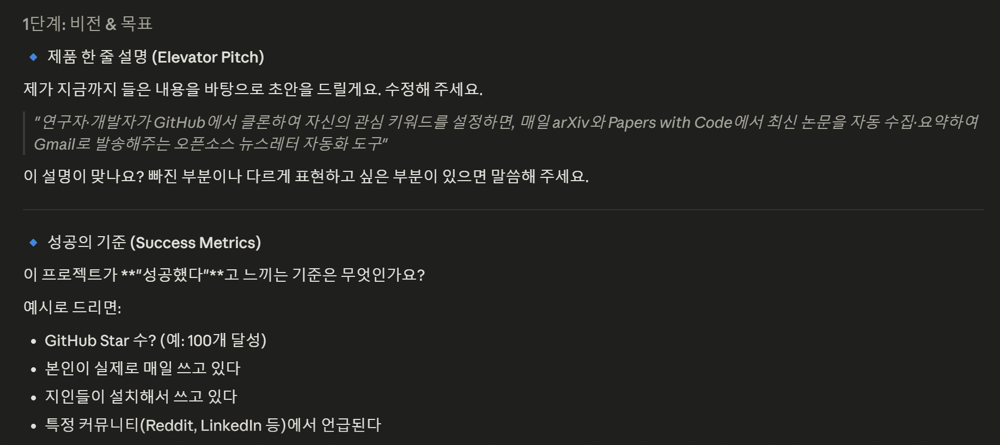 1단계: 비전 & 목표
제품 한 줄 설명 (Elevator Pitch)
제가 지금까지 들은 내용을 바탕으로 초안을 드릴게요. 수정해 주세요.
"연구자·개발자가 GitHub에서 클론하여 자신의 관심 키워드를 설정하면, 매일 arXiv와 Papers with Code에서 최신 논문을 자동 수집·요약하여
Gmail로 발송해주는 오픈소스 뉴스레터 자동화 도구"
이 설명이 맞나요? 빠진 부분이나 다르게 표현하고 싶은 부분이 있으면 말씀해 주세요.
성공의 기준 (Success Metrics)
이 프로젝트가 **"성공했다"**고 느끼는 기준은 무엇인가요?
예시로 드리면:
• GitHub Star 수? (예: 100개 달성)
• 본인이 실제로 매일 쓰고 있다
• 지인들이 설치해서 쓰고 있다
• 특정 커뮤니티(Reddit, LinkedIn 등)에서 언급된다